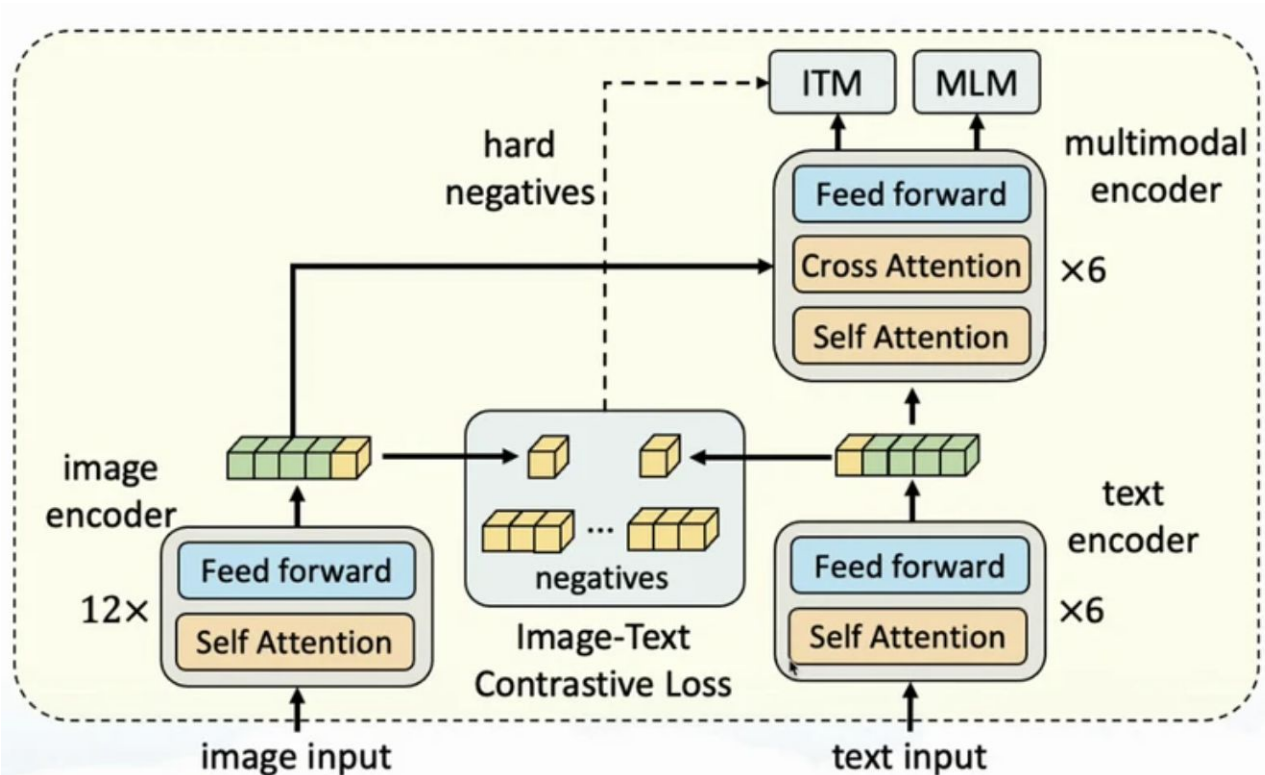 ITM
MLM
hard
negatives
multimodal
encoder
Feed forward
Cross Attention
×6
Self Attention
image
encoder
Feed forward
12×
Self Attention
...
negatives
Image-Text
Contrastive Loss
text
encoder
Feed forward
×6
Self Attention
image input
text input